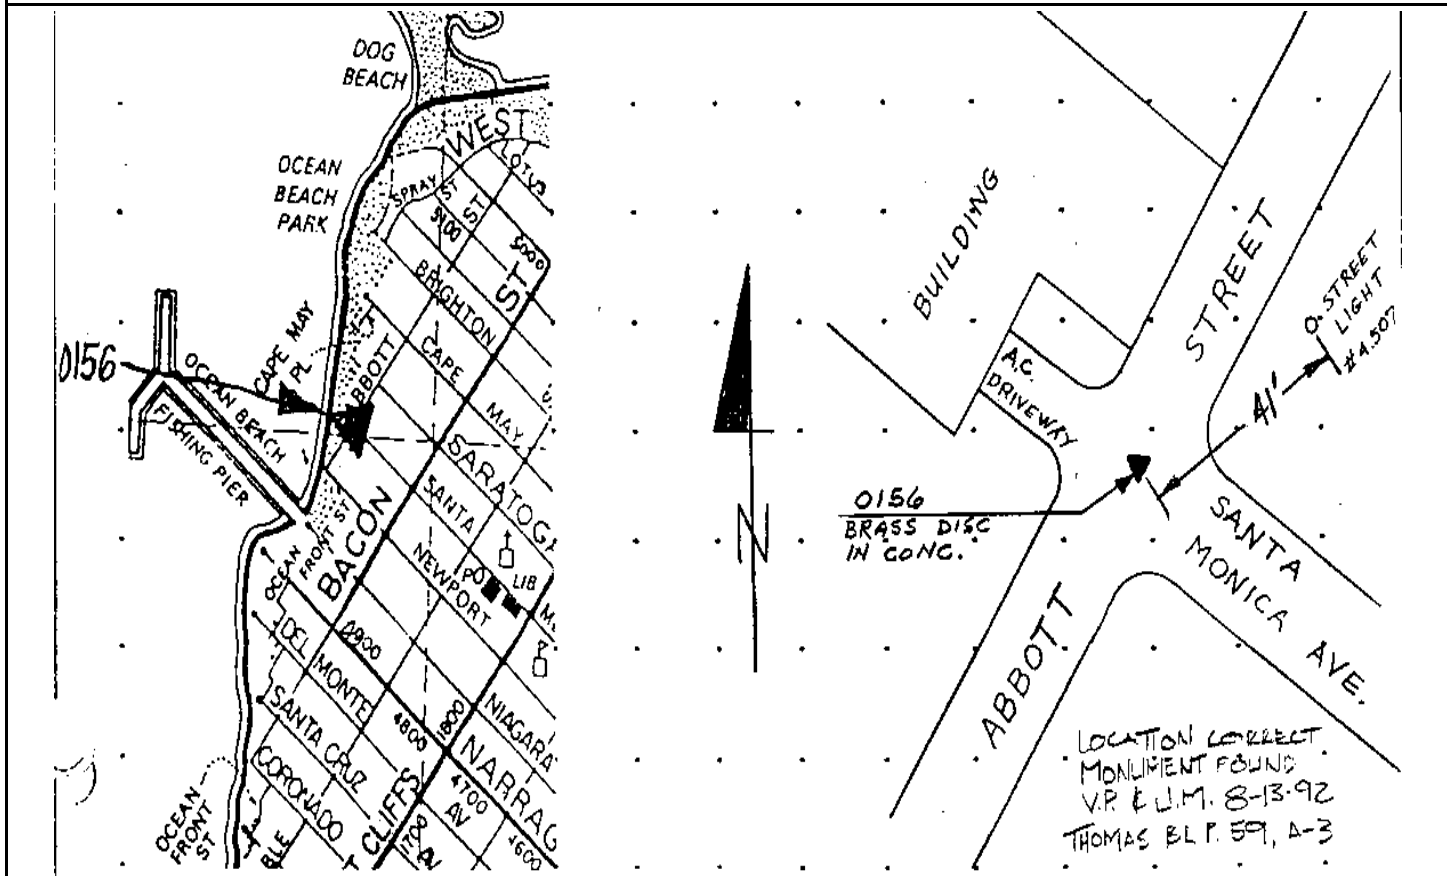 DOG
BEACH
WEST
OCEAN
BEACH
PARK
LOTUS
SPRAY
ST
ST
5100
5000
BRIGHTON
ST
CAPE MAY
PL
ABBOTT
CAPE
MAY
0156
OCEAN BEACH
FISHING PIER
SARATOGA
SANTA
BACON
NEWPORT
PO
LIB
OCEAN
FRONT ST
4900
DEL MONTE
SANTA CRUZ
CORONADO
4800
1800
NIAGARA
NARRAG
4700
AV
4600
1700
AV
T CLIFFS
OCEAN
FRONT
ST
BLE
N
BUILDING
A.C.
DRIVEWAY
STREET
STREET
LIGHT
#4507
41'
0156
BRASS DISC
IN CONC.
SANTA
MONICA AVE.
ABBOTT
LOCATION CORRECT
MONUMENT FOUND
V.P. & J.M. 8-13-92
THOMAS BL P. 59, A-3